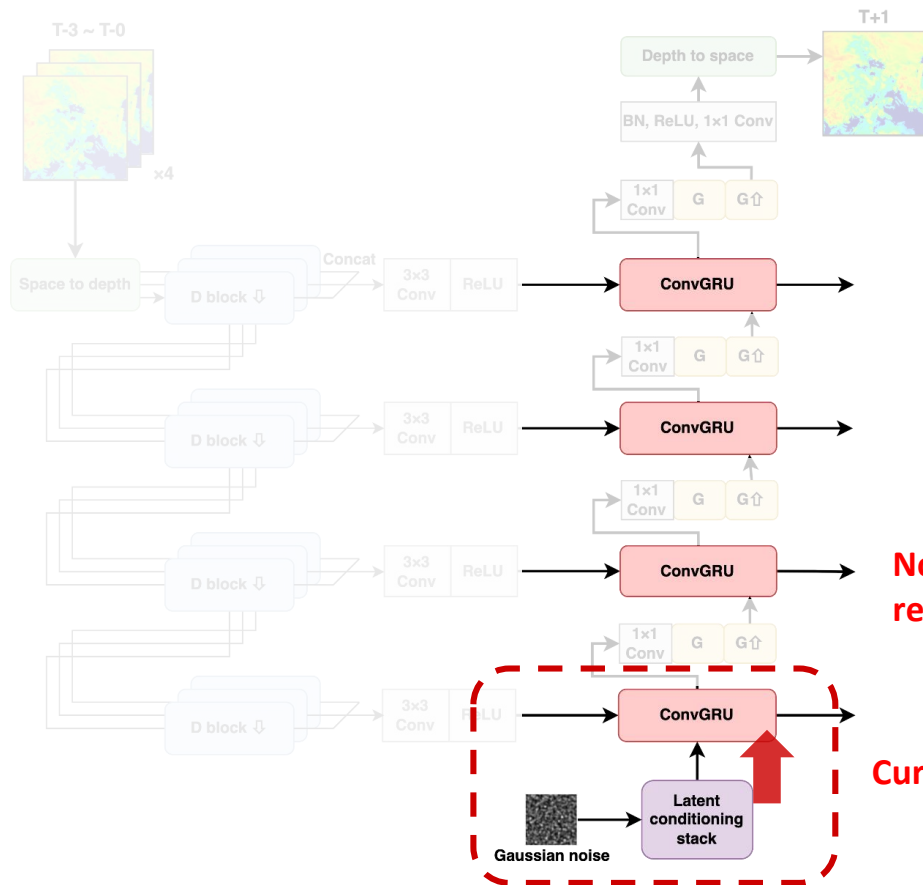 T-3 ~ T-0
×4
Space to depth
D block ⇩
Concat
3×3
Conv
ReLU
D block ⇩
3×3
Conv
ReLU
D block ⇩
3×3
Conv
ReLU
D block ⇩
3×3
Conv
ReLU
T+1
Depth to space
BN, ReLU, 1×1 Conv
1×1
Conv
G
G⇧
ConvGRU
1×1
Conv
G
G⇧
ConvGRU
1×1
Conv
G
G⇧
ConvGRU
1×1
Conv
G
G⇧
ConvGRU
Latent
conditioning
stack
Gaussian noise
re
Cur